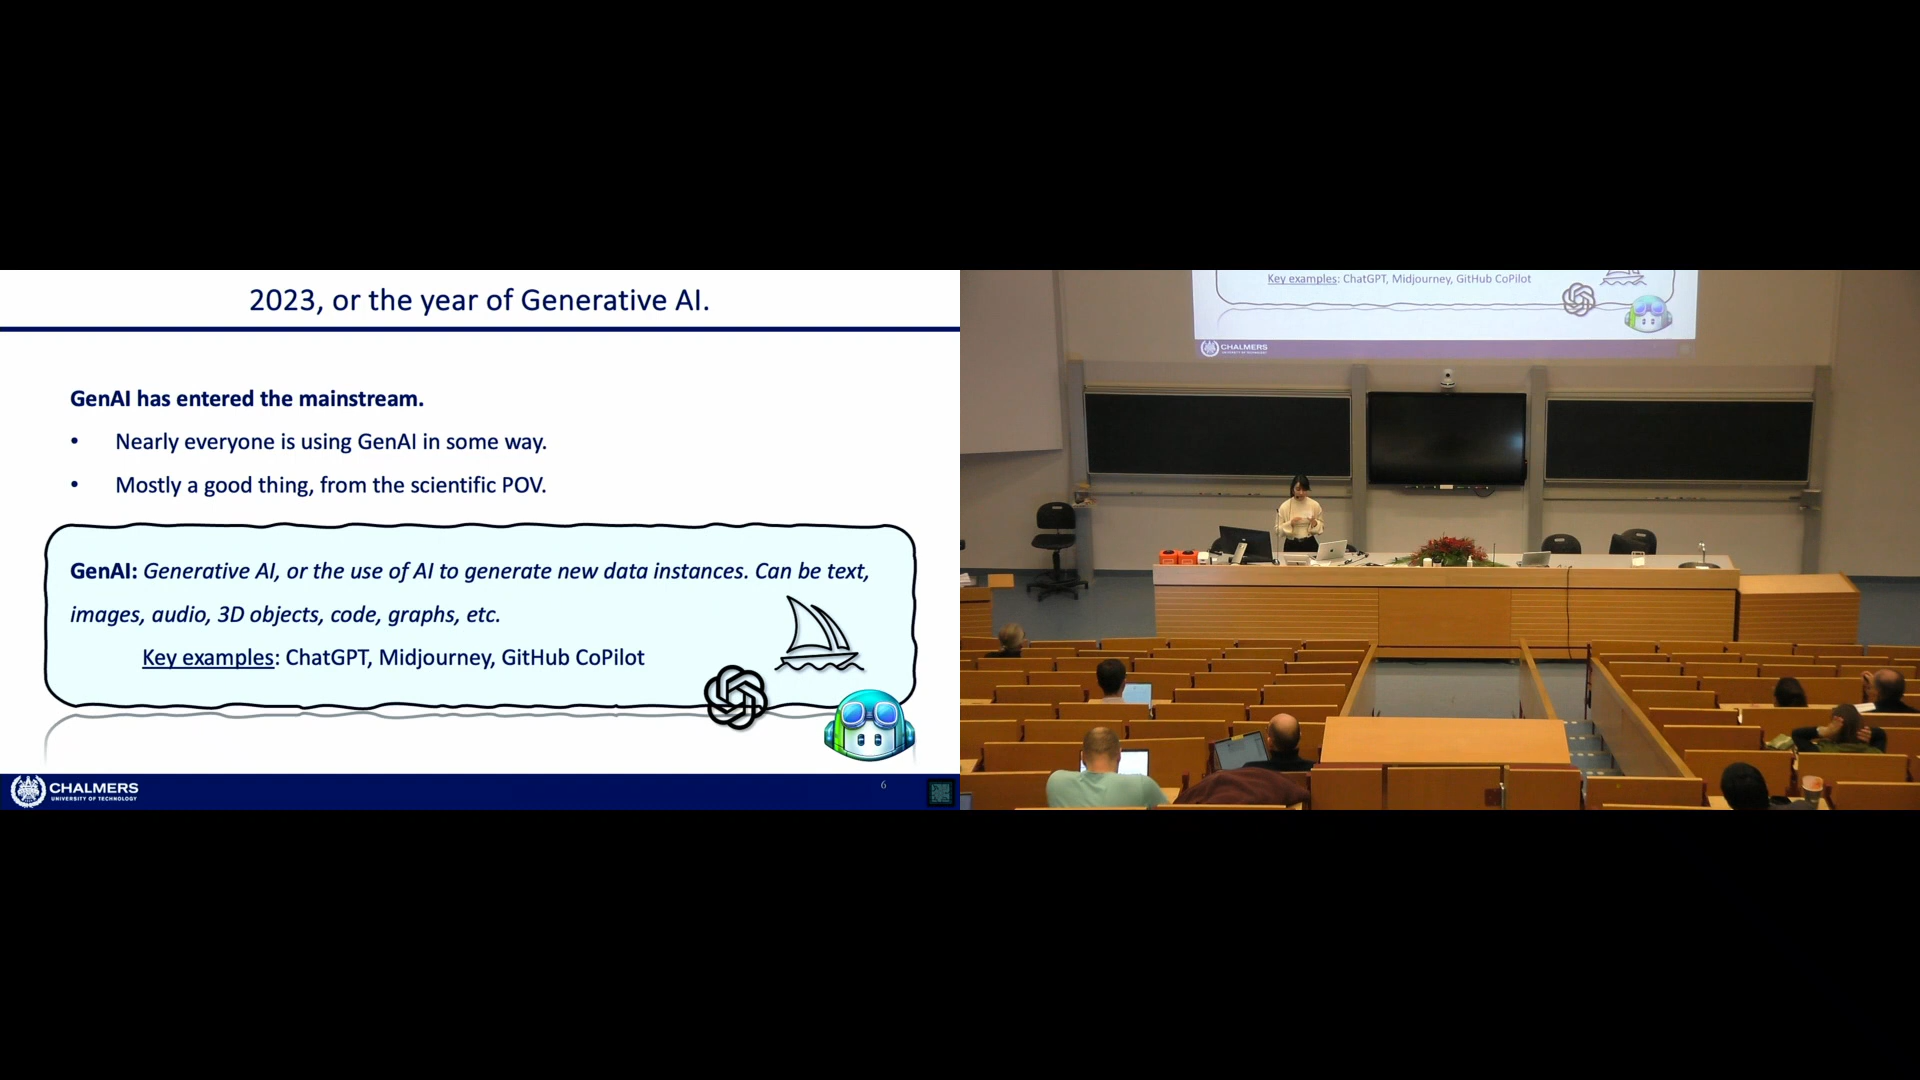 2023, or the year of Generative AI.
GenAI has entered the mainstream.
• Nearly everyone is using GenAI in some way.
• Mostly a good thing, from the scientific POV.
GenAI: Generative AI, or the use of AI to generate new data instances. Can be text,
images, audio, 3D objects, code, graphs, etc.
Key examples: ChatGPT, Midjourney, GitHub CoPilot
CHALMERS
UNIVERSITY OF TECHNOLOGY
6
Key examples: ChatGPT, Midjourney, GitHub CoPilot
CHALMERS
UNIVERSITY OF TECHNOLOGY